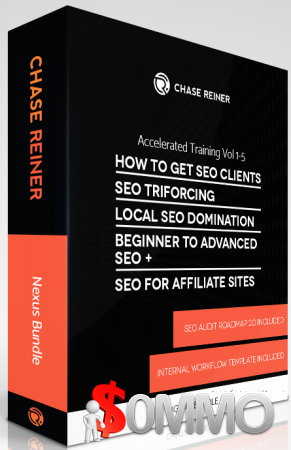 CHASE REINER
Accelerated Training Vol 1-5
HOW TO GET SEO CLIENTS
SEO TRIFORCING
LOCAL SEO DOMINATION
BEGINNER TO ADVANCED
SEO +
SEO FOR AFFILIATE SITES
SEO AUDIT ROADMAP 2.0 INCLUDED
INTERNAL WORKFLOW TEMPLATE INCLUDED
CHASE REINER
Nexus Bundle
$OMMO